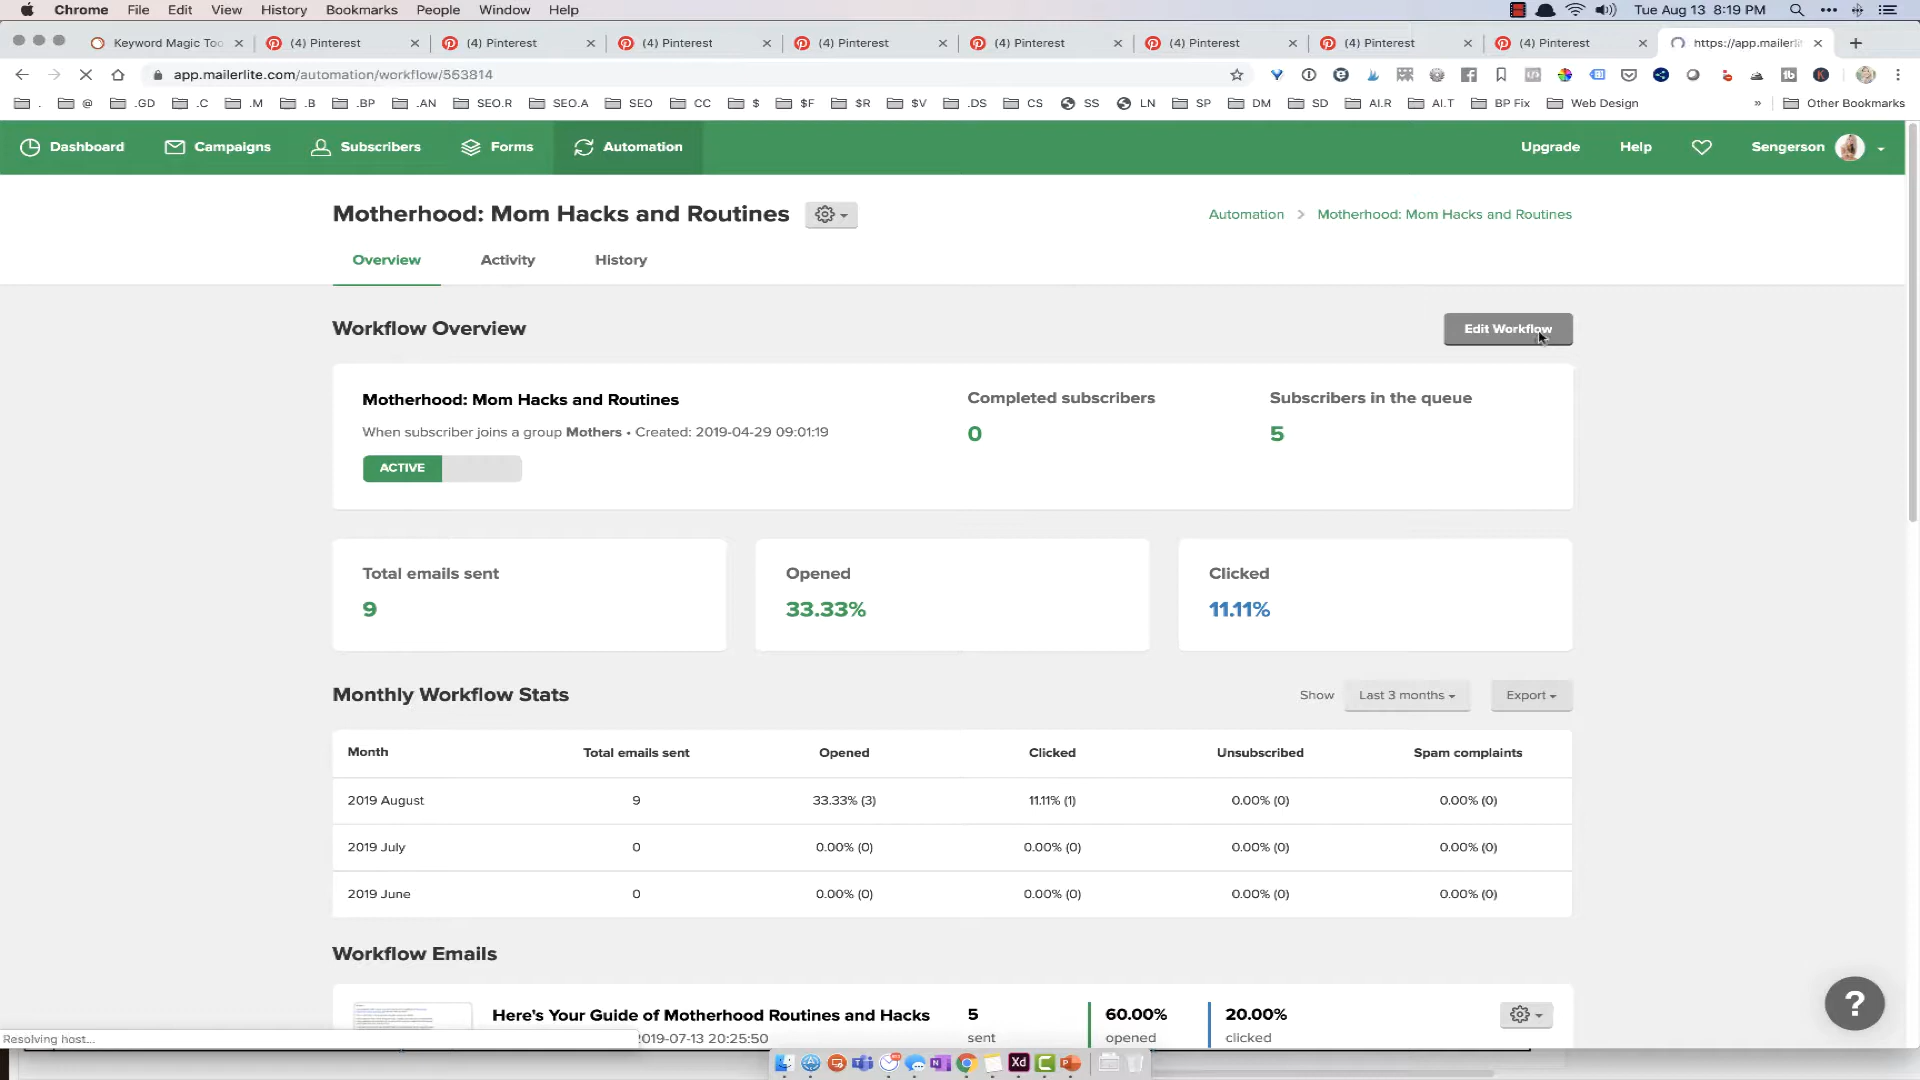 Chrome File Edit View History Bookmarks People Window Help Tue Aug 13 8:19 PM
Keyword Magic Too (4) Pinterest (4) Pinterest (4) Pinterest (4) Pinterest (4) Pinterest (4) Pinterest (4) Pinterest (4) Pinterest https://app.mailerli
app.mailerlite.com/automation/workflow/563814
. @ .GD .C .M .B .BP .AN SEO.R SEO.A SEO CC $ $F $R $V .DS CS SS LN SP DM SD AI.R AI.T BP Fix Web Design » Other Bookmarks
Dashboard Campaigns Subscribers Forms Automation Upgrade Help Sengerson
Motherhood: Mom Hacks and Routines Automation > Motherhood: Mom Hacks and Routines
Overview Activity History
Workflow Overview Edit Workflow
Motherhood: Mom Hacks and Routines Completed subscribers Subscribers in the queue
When subscriber joins a group Mothers • Created: 2019-04-29 09:01:19 0 5
ACTIVE
Total emails sent Opened Clicked
9 33.33% 11.11%
Monthly Workflow Stats Show Last 3 months Export
Month Total emails sent Opened Clicked Unsubscribed Spam complaints
2019 August 9 33.33% (3) 11.11% (1) 0.00% (0) 0.00% (0)
2019 July 0 0.00% (0) 0.00% (0) 0.00% (0) 0.00% (0)
2019 June 0 0.00% (0) 0.00% (0) 0.00% (0) 0.00% (0)
Workflow Emails
Here's Your Guide of Motherhood Routines and Hacks 5 60.00% 20.00%
Resolving host... 2019-07-13 20:25:50 sent opened clicked
?
Xd